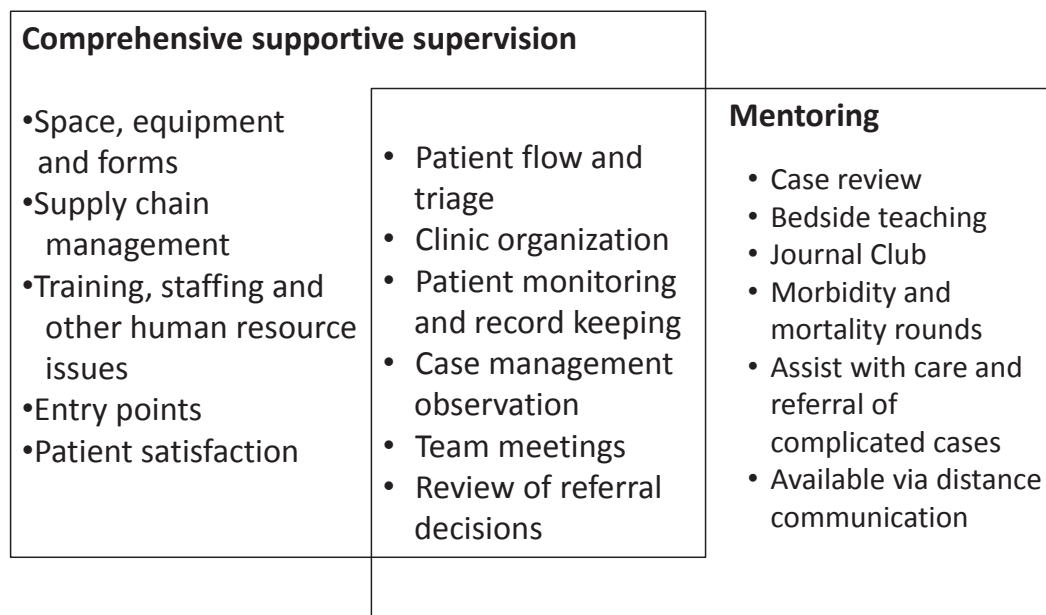 Comprehensive supportive supervision
•Space, equipment
and forms
•Supply chain
management
•Training, staffing and
other human resource
issues
•Entry points
•Patient satisfaction
• Patient flow and
triage
• Clinic organization
• Patient monitoring
and record keeping
• Case management
observation
• Team meetings
• Review of referral
decisions
Mentoring
• Case review
• Bedside teaching
• Journal Club
• Morbidity and
mortality rounds
• Assist with care and
referral of
complicated cases
• Available via distance
communication